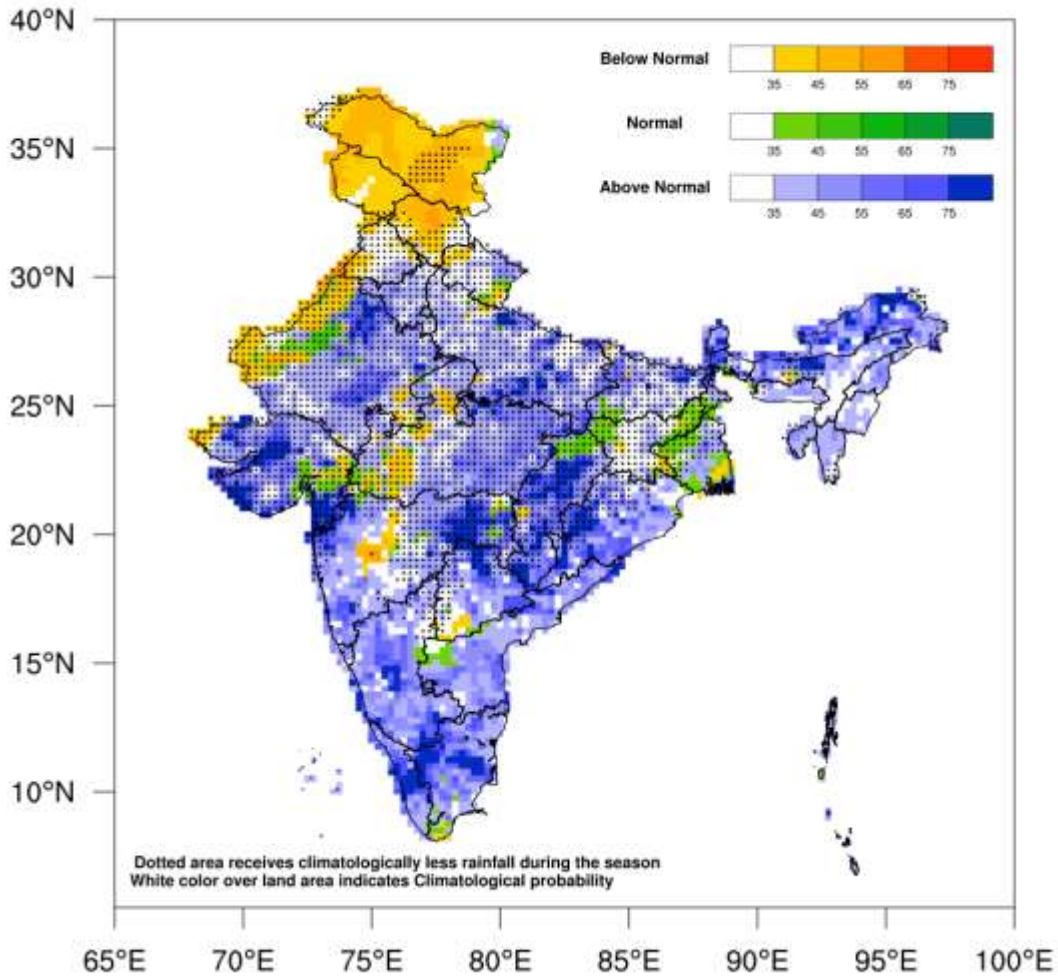 40°N
35°N
30°N
25°N
20°N
15°N
10°N
Below Normal
35 45 55 65 75
Normal
35 45 55 65 75
Above Normal
35 45 55 65 75
Dotted area receives climatologically less rainfall during the season
White color over land area indicates Climatological probability
65°E 70°E 75°E 80°E 85°E 90°E 95°E 100°E